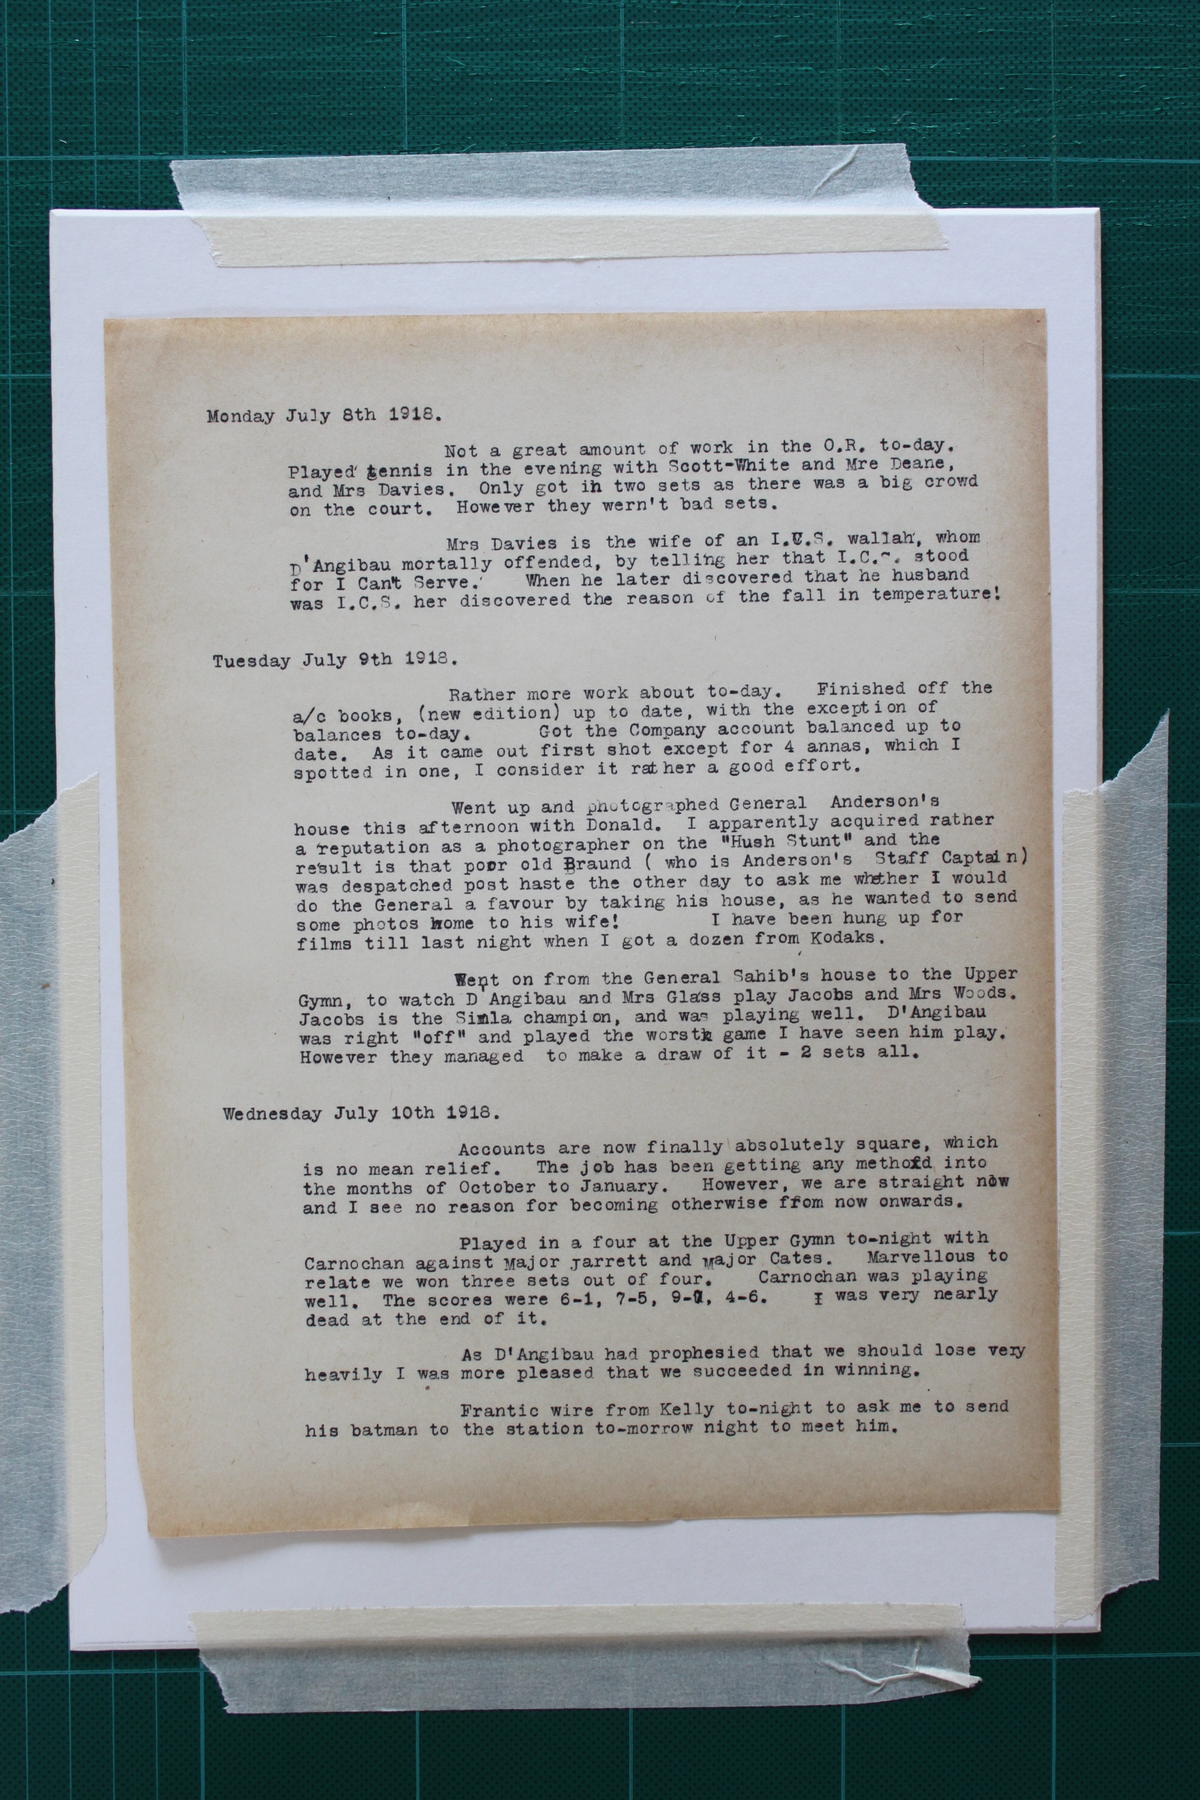 Monday July 8th 1918.
Not a great amount of work in the O.R. to-day.
Played tennis in the evening with Scott-White and Mre Deane,
and Mrs Davies. Only got in two sets as there was a big crowd
on the court. However they wern't bad sets.
Mrs Davies is the wife of an I.C.S. wallah, whom
D'Angibau mortally offended, by telling her that I.C.S. stood
for I Can't Serve. When he later discovered that he husband
was I.C.S. her discovered the reason of the fall in temperature!
Tuesday July 9th 1918.
Rather more work about to-day. Finished off the
a/c books, (new edition) up to date, with the exception of
balances to-day. Got the Company account balanced up to
date. As it came out first shot except for 4 annas, which I
spotted in one, I consider it rather a good effort.
Went up and photographed General Anderson's
house this afternoon with Donald. I apparently acquired rather
a reputation as a photographer on the "Hush Stunt" and the
result is that poor old Braund ( who is Anderson's Staff Captain)
was despatched post haste the other day to ask me whether I would
do the General a favour by taking his house, as he wanted to send
some photos home to his wife! I have been hung up for
films till last night when I got a dozen from Kodaks.
Went on from the General Sahib's house to the Upper
Gymn, to watch D'Angibau and Mrs Glass play Jacobs and Mrs Woods.
Jacobs is the Simla champion, and was playing well. D'Angibau
was right "off" and played the worst game I have seen him play.
However they managed to make a draw of it - 2 sets all.
Wednesday July 10th 1918.
Accounts are now finally absolutely square, which
is no mean relief. The job has been getting any method into
the months of October to January. However, we are straight now
and I see no reason for becoming otherwise from now onwards.
Played in a four at the Upper Gymn to-night with
Carnochan against Major Jarrett and Major Cates. Marvellous to
relate we won three sets out of four. Carnochan was playing
well. The scores were 6-1, 7-5, 9-7, 4-6. I was very nearly
dead at the end of it.
As D'Angibau had prophesied that we should lose very
heavily I was more pleased that we succeeded in winning.
Frantic wire from Kelly to-night to ask me to send
his batman to the station to-morrow night to meet him.